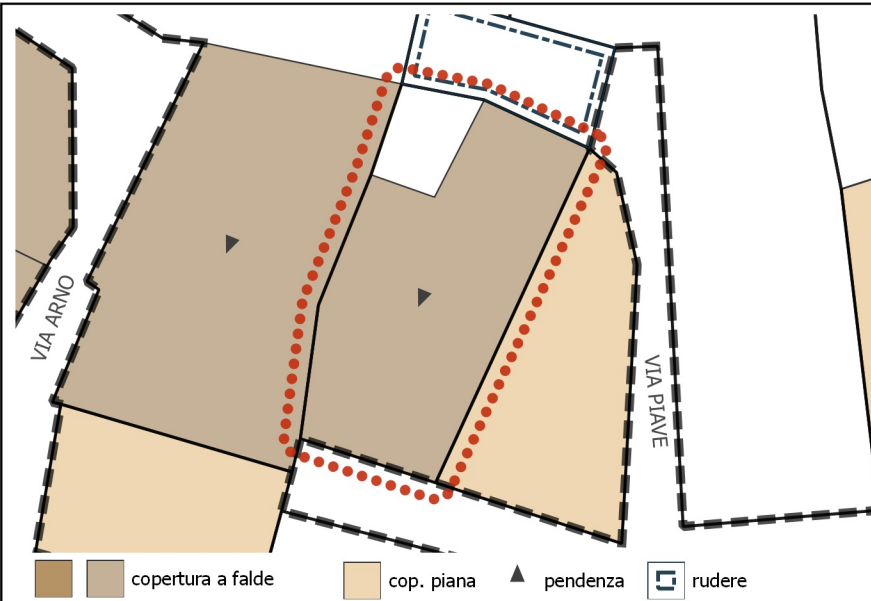 VIA ARNO
VIA PIAVE
copertura a falde
cop. piana
pendenza
rudere